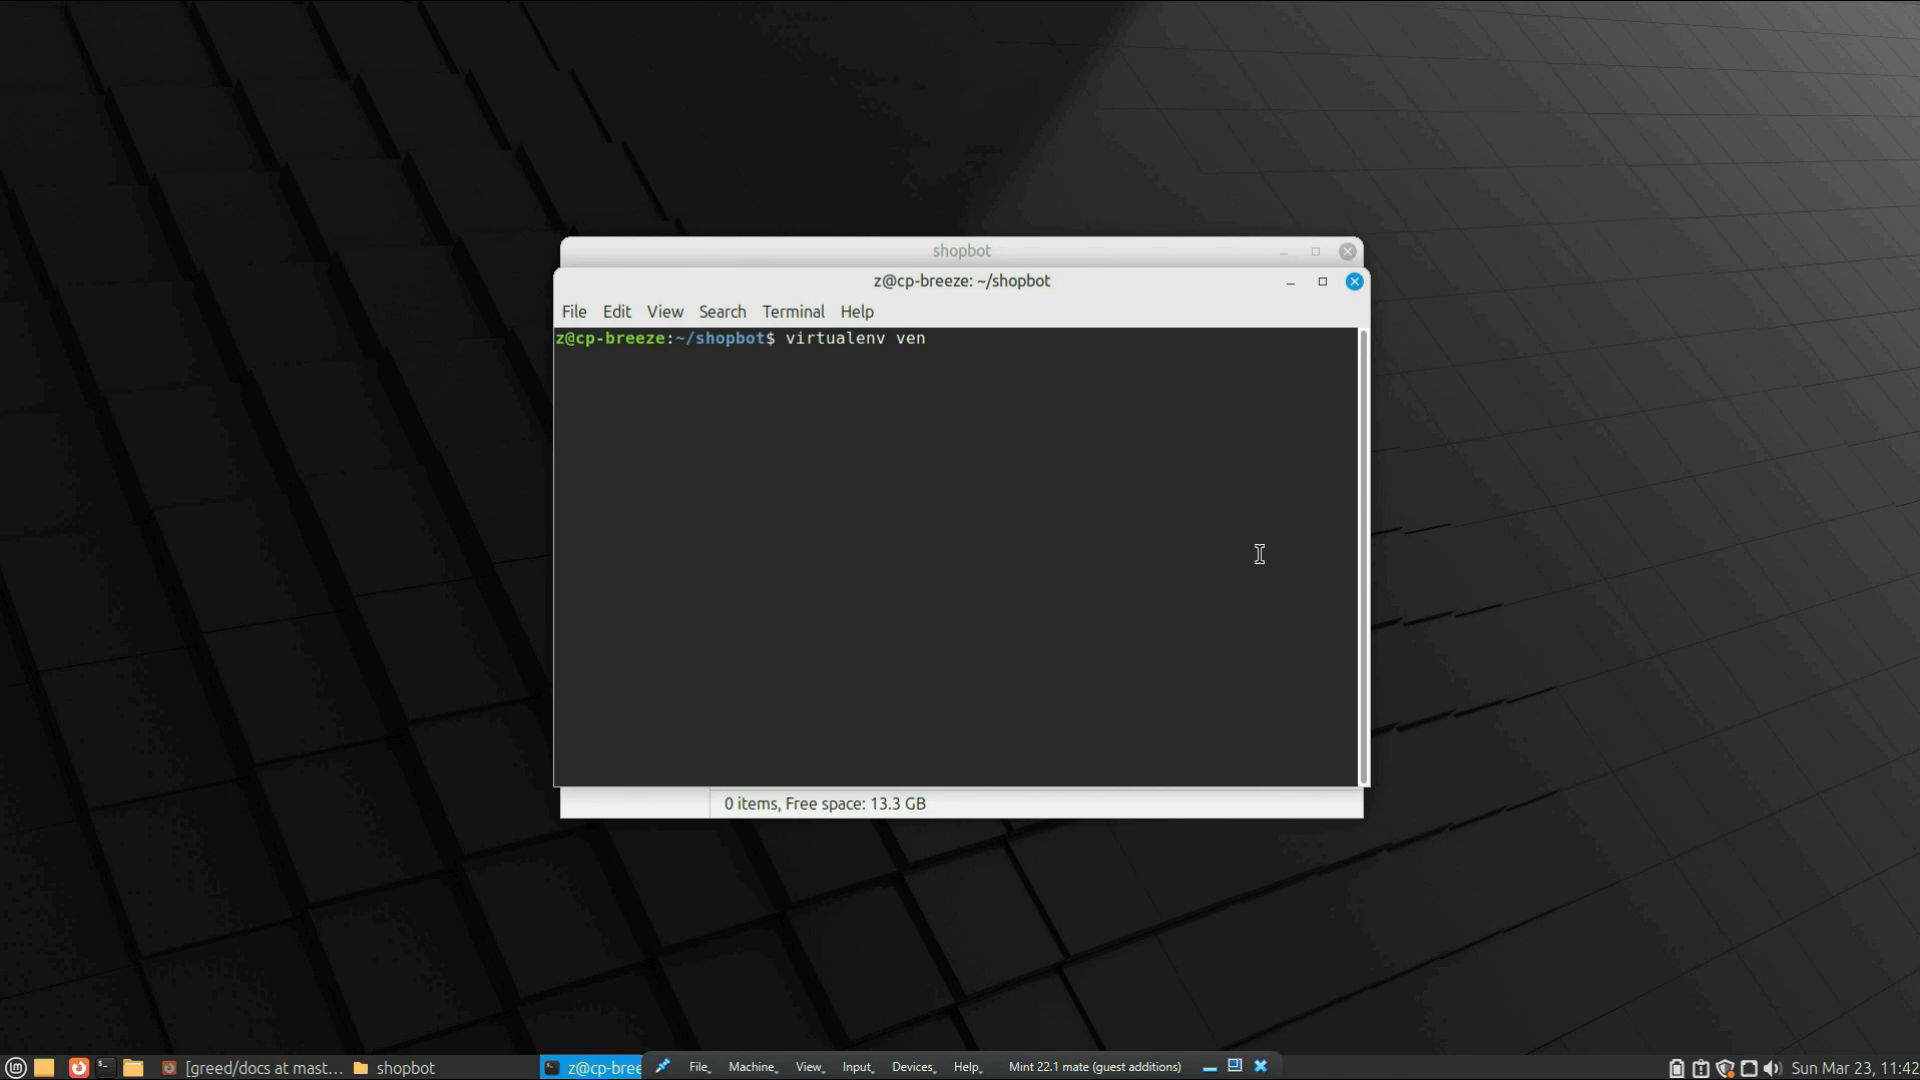 shopbot
z@cp-breeze: ~/shopbot
File Edit View Search Terminal Help
z@cp-breeze:~/shopbot$ virtualenv ven
0 items, Free space: 13.3 GB
[greed/docs at mast... shopbot z@cp-bree File Machine View Input Devices Help Mint 22.1 mate (guest additions) Sun Mar 23, 11:42